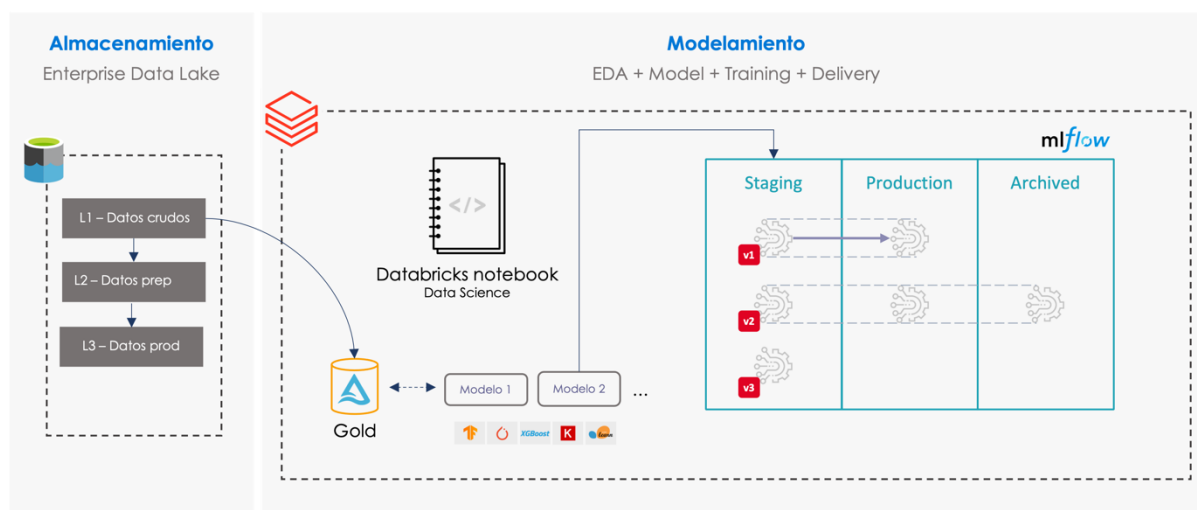 Almacenamiento
Enterprise Data Lake
L1 – Datos crudos
L2 – Datos prep
L3 – Datos prod
Modelamiento
EDA + Model + Training + Delivery
</>
Databricks notebook
Data Science
Gold
Modelo 1
Modelo 2
...
XGBoost
K
learn
mlflow
Staging
Production
Archived
v1
v2
v3